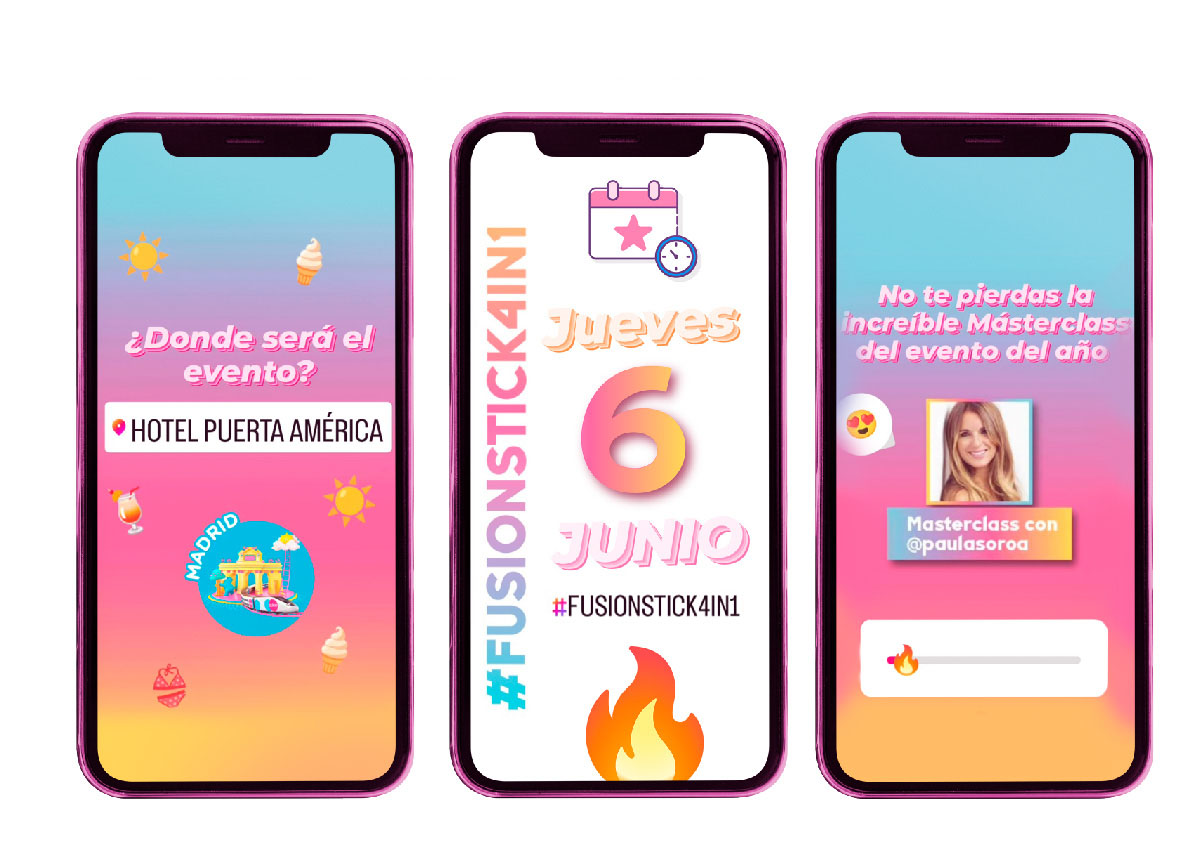 ¿Donde será el
evento?
HOTEL PUERTA AMÉRICA
MADRID
#FUSIONSTICK4IN1
Jueves
6
JUNIO
#FUSIONSTICK4IN1
No te pierdas la
increíble Másterclass
del evento del año
Masterclass con
@paulasoroa